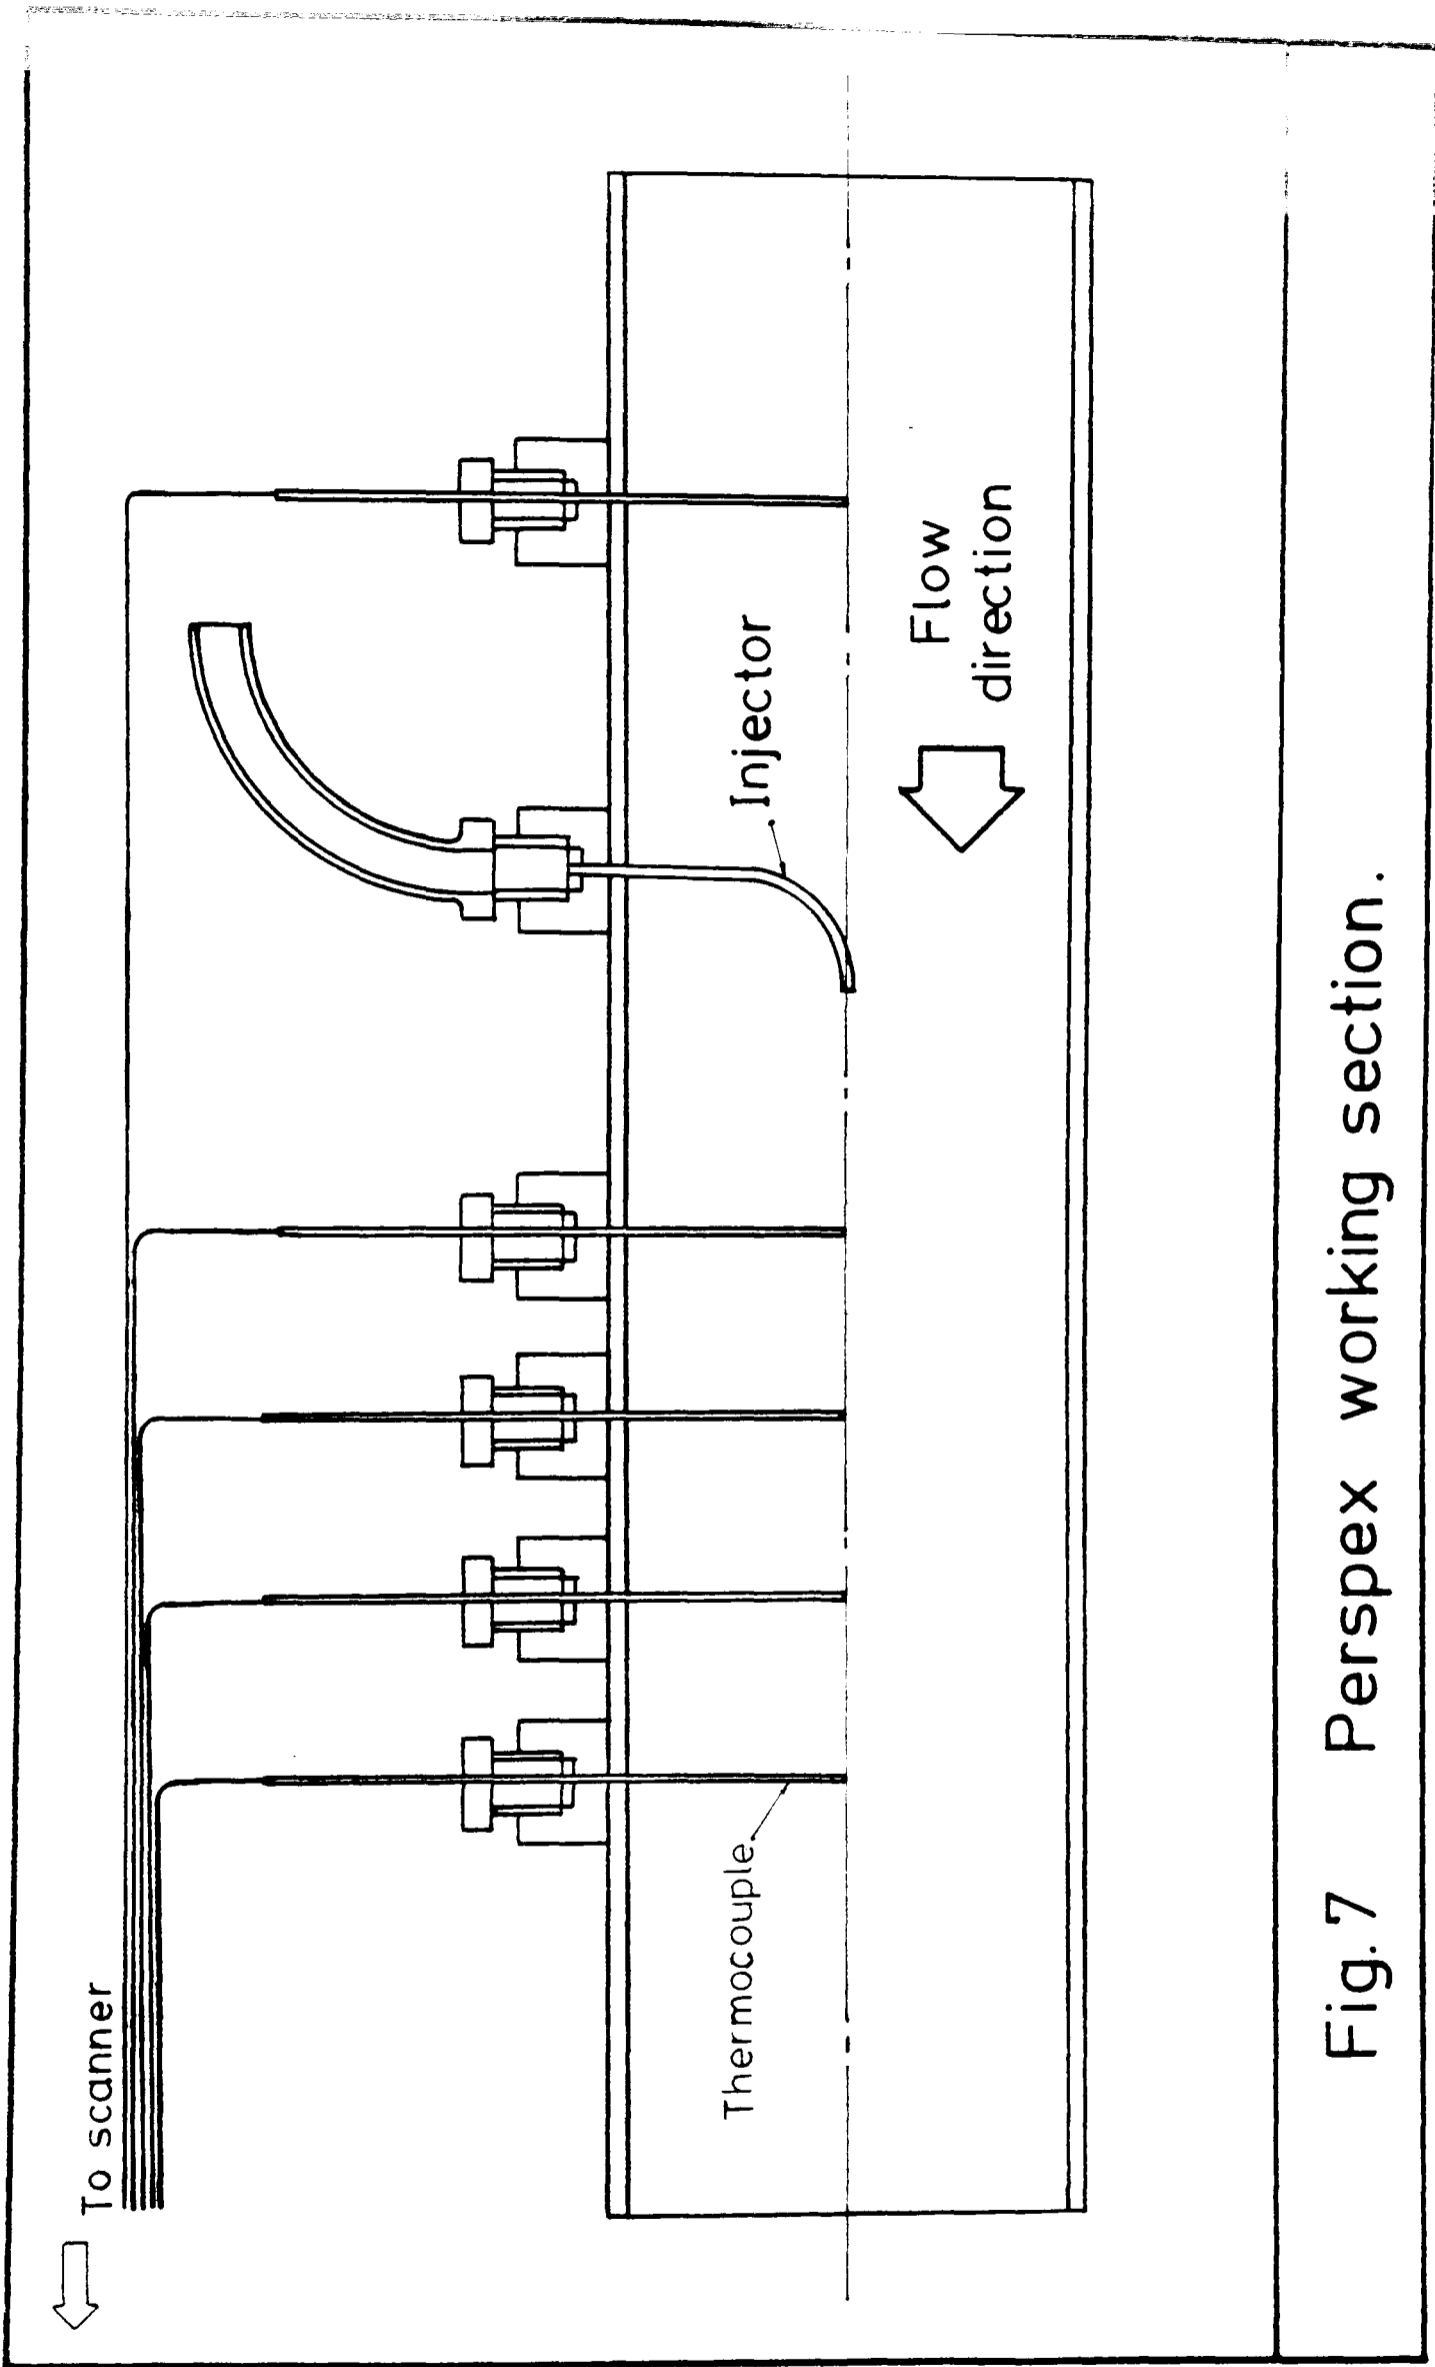 To scanner
Thermocouple
Injector
Flow
direction
Fig. 7 Perspex working section.